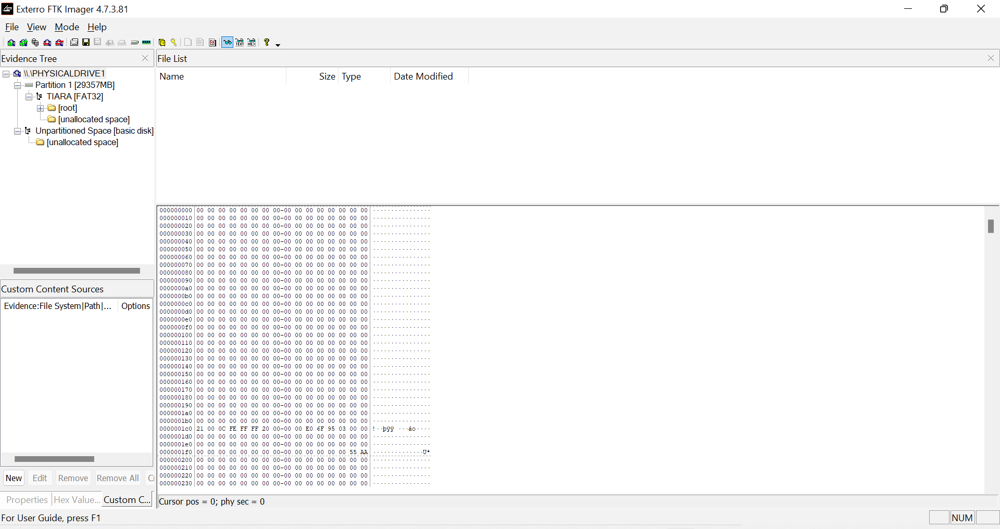 Exterro FTK Imager 4.7.3.81
File View Mode Help
Evidence Tree
\\.\PHYSICALDRIVE1
Partition 1 [29357MB]
TIARA [FAT32]
[root]
[unallocated space]
Unpartitioned Space [basic disk]
[unallocated space]
Custom Content Sources
Evidence:File System|Path|... Options
New Edit Remove Remove All
Properties Hex Value... Custom C...
File List
Name Size Type Date Modified
000000000 00 00 00 00 00 00 00 00-00 00 00 00 00 00 00 00 ················
000000010 00 00 00 00 00 00 00 00-00 00 00 00 00 00 00 00 ················
000000020 00 00 00 00 00 00 00 00-00 00 00 00 00 00 00 00 ················
000000030 00 00 00 00 00 00 00 00-00 00 00 00 00 00 00 00 ················
000000040 00 00 00 00 00 00 00 00-00 00 00 00 00 00 00 00 ················
000000050 00 00 00 00 00 00 00 00-00 00 00 00 00 00 00 00 ················
000000060 00 00 00 00 00 00 00 00-00 00 00 00 00 00 00 00 ················
000000070 00 00 00 00 00 00 00 00-00 00 00 00 00 00 00 00 ················
000000080 00 00 00 00 00 00 00 00-00 00 00 00 00 00 00 00 ················
000000090 00 00 00 00 00 00 00 00-00 00 00 00 00 00 00 00 ················
0000000a0 00 00 00 00 00 00 00 00-00 00 00 00 00 00 00 00 ················
0000000b0 00 00 00 00 00 00 00 00-00 00 00 00 00 00 00 00 ················
0000000c0 00 00 00 00 00 00 00 00-00 00 00 00 00 00 00 00 ················
0000000d0 00 00 00 00 00 00 00 00-00 00 00 00 00 00 00 00 ················
0000000e0 00 00 00 00 00 00 00 00-00 00 00 00 00 00 00 00 ················
0000000f0 00 00 00 00 00 00 00 00-00 00 00 00 00 00 00 00 ················
000000100 00 00 00 00 00 00 00 00-00 00 00 00 00 00 00 00 ················
000000110 00 00 00 00 00 00 00 00-00 00 00 00 00 00 00 00 ················
000000120 00 00 00 00 00 00 00 00-00 00 00 00 00 00 00 00 ················
000000130 00 00 00 00 00 00 00 00-00 00 00 00 00 00 00 00 ················
000000140 00 00 00 00 00 00 00 00-00 00 00 00 00 00 00 00 ················
000000150 00 00 00 00 00 00 00 00-00 00 00 00 00 00 00 00 ················
000000160 00 00 00 00 00 00 00 00-00 00 00 00 00 00 00 00 ················
000000170 00 00 00 00 00 00 00 00-00 00 00 00 00 00 00 00 ················
000000180 00 00 00 00 00 00 00 00-00 00 00 00 00 00 00 00 ················
000000190 00 00 00 00 00 00 00 00-00 00 00 00 00 00 00 00 ················
0000001a0 00 00 00 00 00 00 00 00-00 00 00 00 00 00 00 00 ················
0000001b0 00 00 00 00 00 00 00 00-00 00 00 00 00 00 00 00 ················
0000001c0 21 00 0C FE FF FF 20 00-00 00 E0 6F 95 03 00 00 !··þÿÿ ···ào····
0000001d0 00 00 00 00 00 00 00 00-00 00 00 00 00 00 00 00 ················
0000001e0 00 00 00 00 00 00 00 00-00 00 00 00 00 00 00 00 ················
0000001f0 00 00 00 00 00 00 00 00-00 00 00 00 00 00 55 AA ··············Uª
000000200 00 00 00 00 00 00 00 00-00 00 00 00 00 00 00 00 ················
000000210 00 00 00 00 00 00 00 00-00 00 00 00 00 00 00 00 ················
000000220 00 00 00 00 00 00 00 00-00 00 00 00 00 00 00 00 ················
000000230 00 00 00 00 00 00 00 00-00 00 00 00 00 00 00 00 ················
Cursor pos = 0; phy sec = 0
For User Guide, press F1
NUM